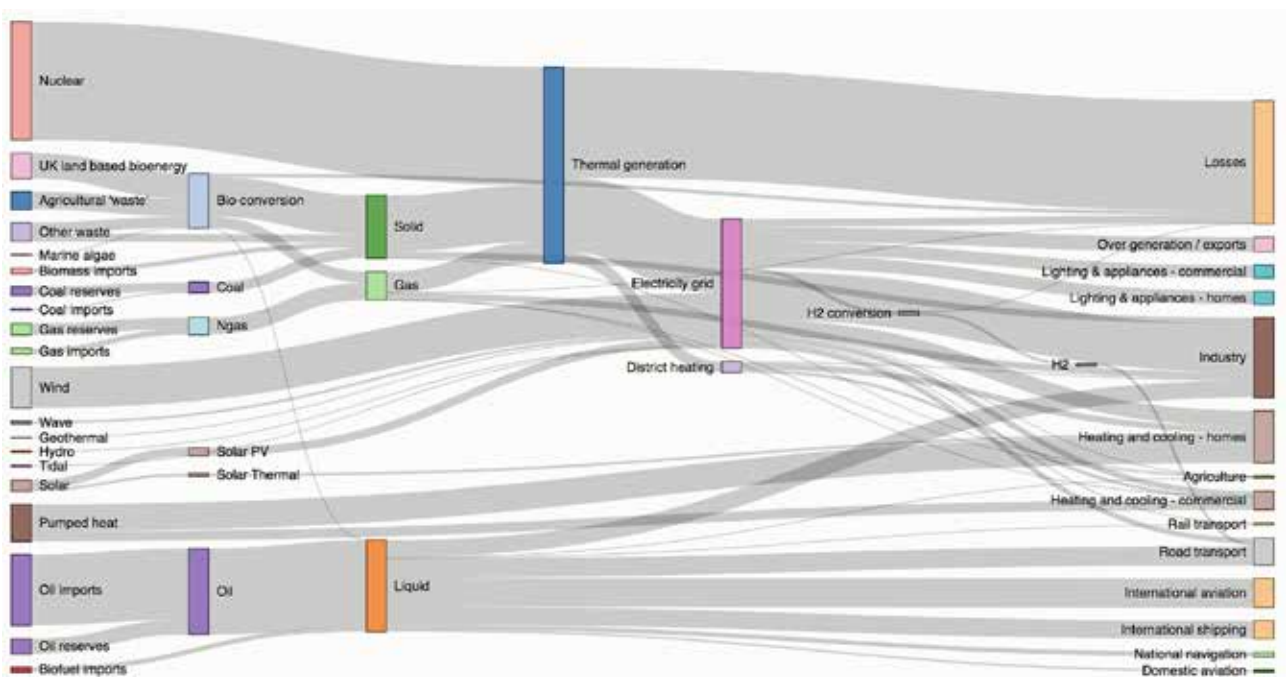 Nuclear
UK land based bioenergy
Agricultural 'waste'
Other waste
Marine algae
Biomass imports
Coal reserves
Coal imports
Gas reserves
Gas imports
Wind
Wave
Geothermal
Hydro
Tidal
Solar
Pumped heat
Oil imports
Oil reserves
Biofuel imports
Bio-conversion
Coal
Ngas
Solar PV
Solar Thermal
Oil
Solid
Gas
Liquid
Thermal generation
Electricity grid
District heating
H2 conversion
H2
Losses
Over generation / exports
Lighting & appliances - commercial
Lighting & appliances - homes
Industry
Heating and cooling - homes
Agriculture
Heating and cooling - commercial
Rail transport
Road transport
International aviation
International shipping
National navigation
Domestic aviation